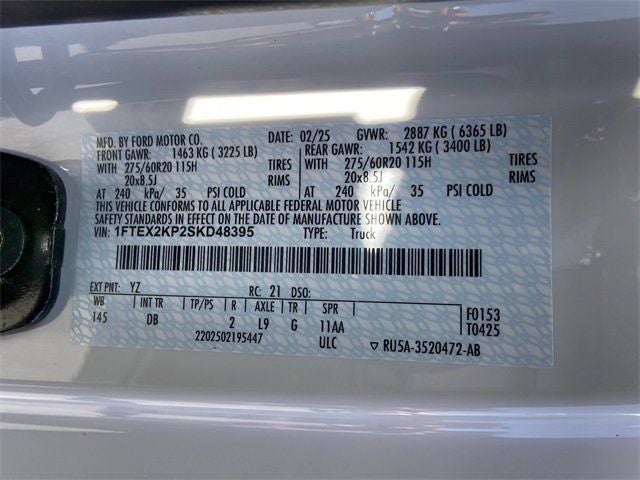 MFD. BY FORD MOTOR CO. DATE: 02/25 GVWR: 2887 KG ( 6365 LB)
FRONT GAWR: 1463 KG ( 3225 LB) REAR GAWR: 1542 KG ( 3400 LB)
WITH 275/60R20 115H TIRES WITH 275/60R20 115H TIRES
20x8.5J RIMS 20x8.5J RIMS
AT 240 kPa/ 35 PSI COLD AT 240 kPa/ 35 PSI COLD
THIS VEHICLE CONFORMS TO ALL APPLICABLE FEDERAL MOTOR VEHICLE
SAFETY STANDARDS IN EFFECT ON THE DATE OF MANUFACTURE SHOWN ABOVE.
VIN: 1FTEX2KP2SKD48395 TYPE: Truck
EXT PNT: YZ RC: 21 DSO:
WB INT TR TP/PS R AXLE TR SPR F0153
145 DB 2 L9 G 11AA T0425
2202502195447 ULC RU5A-3520472-AB